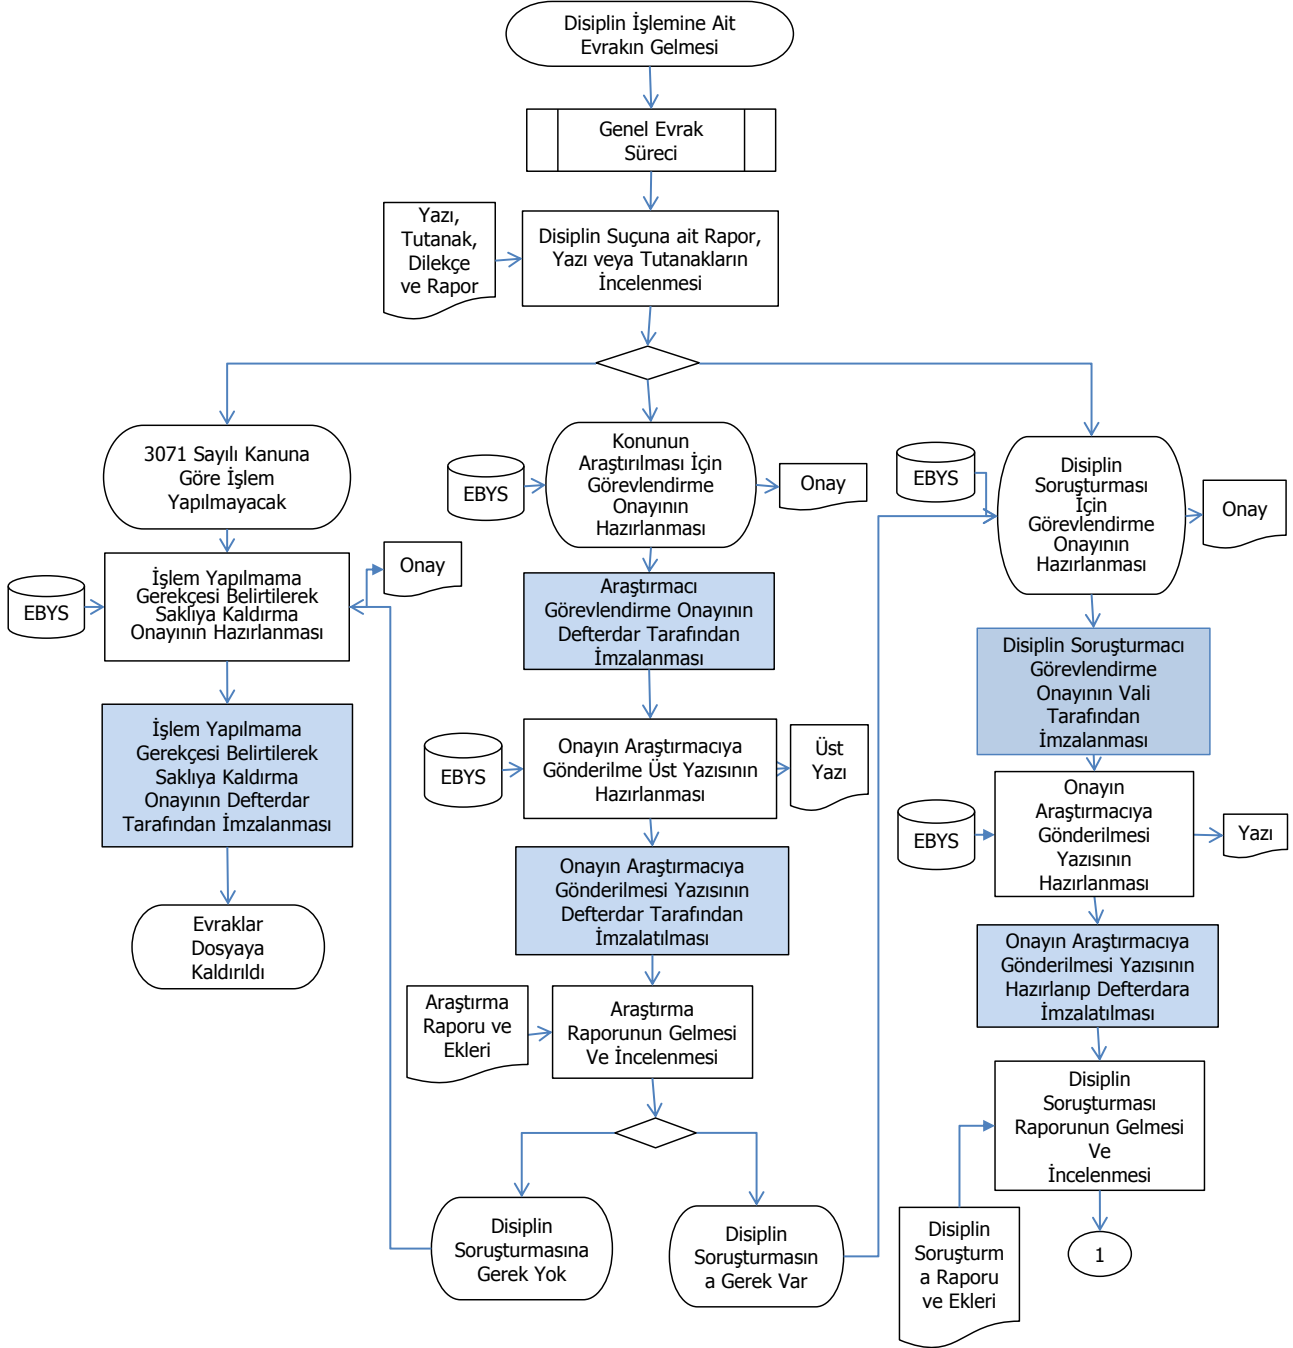 Disiplin İşlemine Ait
Evrakın Gelmesi
Genel Evrak
Süreci
Yazı,
Tutanak,
Dilekçe
ve Rapor
Disiplin Suçuna ait Rapor,
Yazı veya Tutanakların
İncelenmesi
3071 Sayılı Kanuna
Göre İşlem
Yapılmayacak
EBYS
İşlem Yapılmama
Gerekçesi Belirtilerek
Saklıya Kaldırma
Onayının Hazırlanması
Onay
İşlem Yapılmama
Gerekçesi Belirtilerek
Saklıya Kaldırma
Onayının Defterdar
Tarafından İmzalanması
Evraklar
Dosyaya
Kaldırıldı
EBYS
Konunun
Araştırılması İçin
Görevlendirme
Onayının
Hazırlanması
Onay
Araştırmacı
Görevlendirme Onayının
Defterdar Tarafından
İmzalanması
EBYS
Onayın Araştırmacıya
Gönderilme Üst Yazısının
Hazırlanması
Üst
Yazı
Onayın Araştırmacıya
Gönderilmesi Yazısının
Defterdar Tarafından
İmzalatılması
Araştırma
Raporu ve
Ekleri
Araştırma
Raporunun Gelmesi
Ve İncelenmesi
Disiplin
Soruşturmasına
Gerek Yok
Disiplin
Soruşturmasın
a Gerek Var
EBYS
Disiplin
Soruşturması
İçin
Görevlendirme
Onayının
Hazırlanması
Onay
Disiplin Soruşturmacı
Görevlendirme
Onayının Vali
Tarafından
İmzalanması
EBYS
Onayın
Araştırmacıya
Gönderilmesi
Yazısının
Hazırlanması
Yazı
Onayın Araştırmacıya
Gönderilmesi Yazısının
Hazırlanıp Defterdara
İmzalatılması
Disiplin
Soruşturması
Raporunun Gelmesi
Ve
İncelenmesi
Disiplin
Soruşturm
a Raporu
ve Ekleri
1